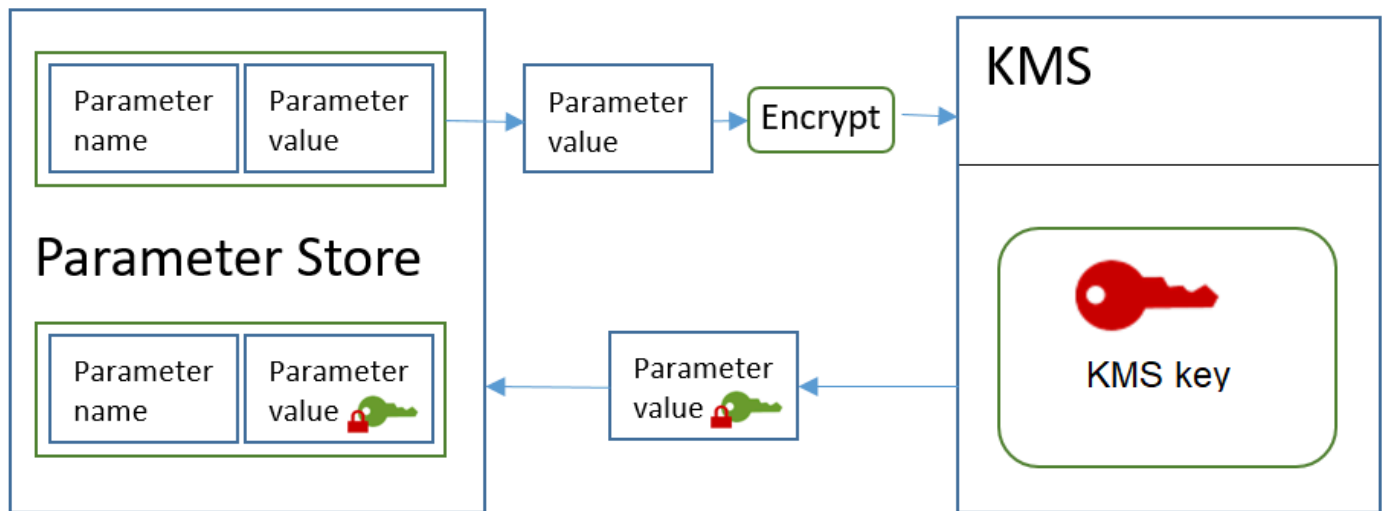 Parameter
name
Parameter
value
Parameter
value
Encrypt
KMS
Parameter Store
Parameter
name
Parameter
value
Parameter
value
KMS key